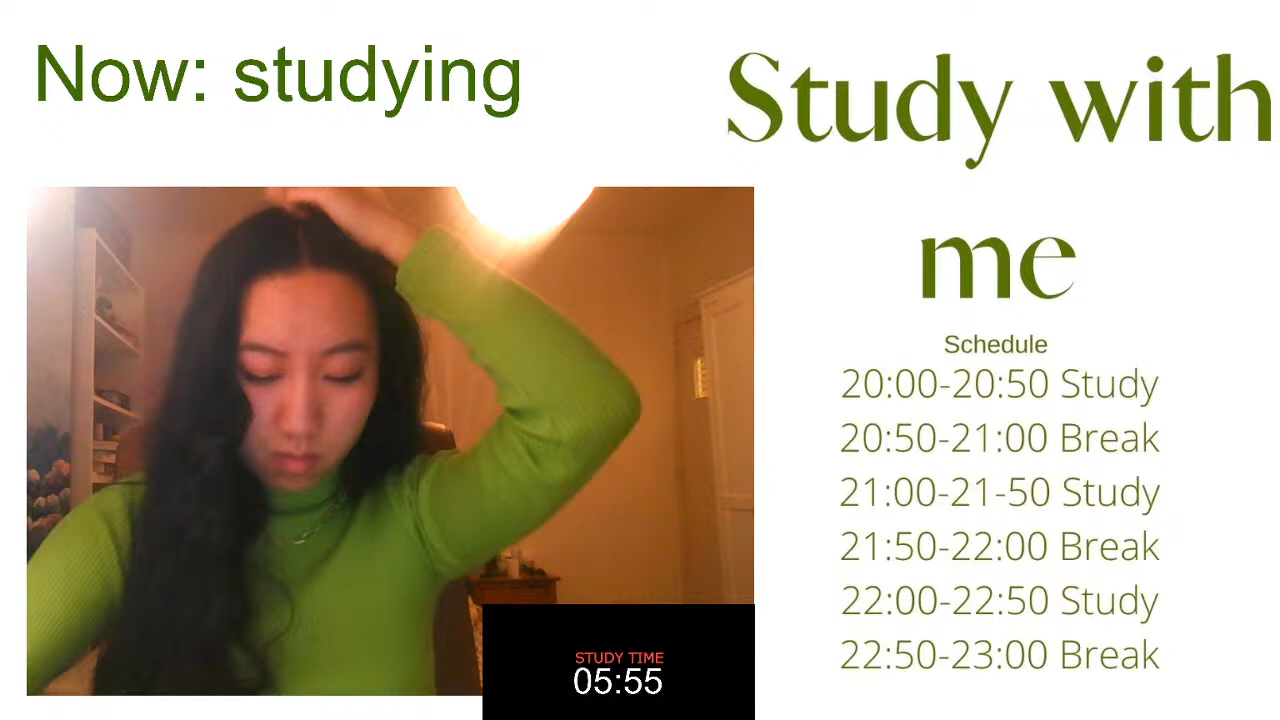 Now: studying
Study with
me
Schedule
20:00-20:50 Study
20:50-21:00 Break
21:00-21-50 Study
21:50-22:00 Break
22:00-22:50 Study
22:50-23:00 Break
STUDY TIME
05:55